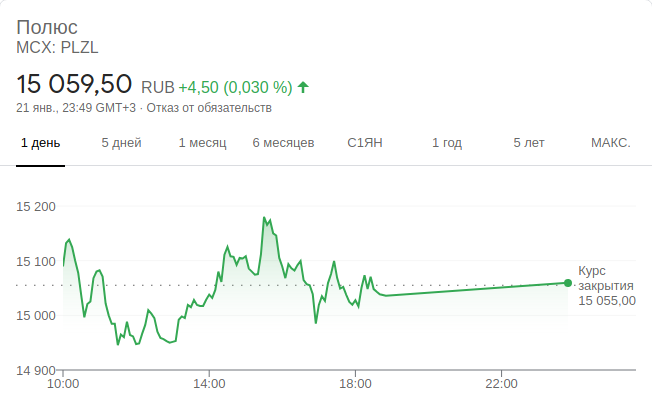 Полюс
MCX: PLZL
15 059,50 RUB +4,50 (0,030 %)
21 янв., 23:49 GMT+3 · Отказ от обязательств
1 день 5 дней 1 месяц 6 месяцев С1ЯН 1 год 5 лет МАКС.
15 200
15 100
15 000
14 900
Курс
закрытия
15 055,00
10:00 14:00 18:00 22:00